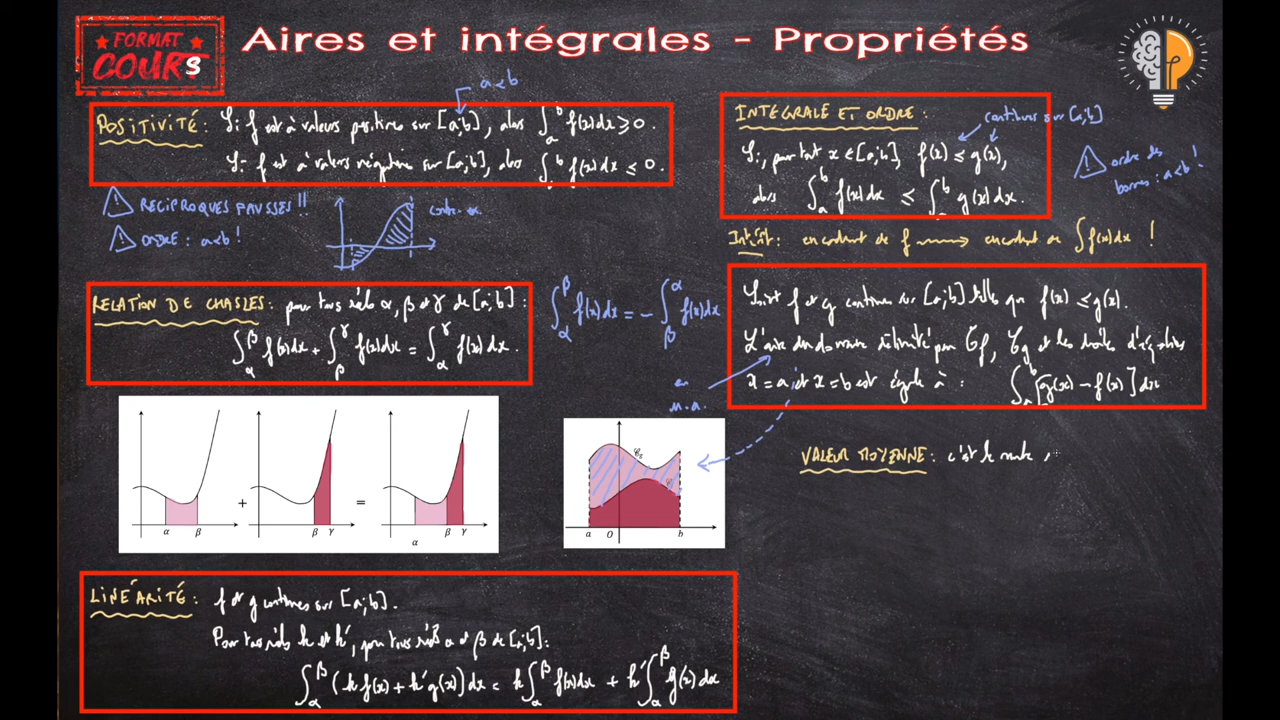 FORMAT
COURS
Aires et intégrales - Propriétés
a < b
POSITIVITÉ : Si f est à valeurs positives sur [a;b], alors ∫_a^b f(x)dx ≥ 0.
Si f est à valeurs négatives sur [a;b], alors ∫_a^b f(x)dx ≤ 0.
⚠ RÉCIPROQUES FAUSSES !!
⚠ ORDRE : a<b !
contre-ex
RELATION DE CHASLES : pour tous réels α, β et γ de [a;b] :
∫_α^β f(x)dx + ∫_β^γ f(x)dx = ∫_α^γ f(x)dx.
∫_α^β f(x)dx = - ∫_β^α f(x)dx
α β
+
β γ
=
α β γ
LINÉARITÉ : f et g continues sur [a;b].
Pour tous réels k et k', pour tous réels α et β de [a;b] :
∫_α^β (k f(x) + k' g(x)) dx = k ∫_α^β f(x)dx + k' ∫_α^β g(x)dx
INTEGRALE ET ORDRE :
continues sur [a;b]
Si, pour tout x ∈ [a;b], f(x) ≤ g(x),
alors ∫_a^b f(x)dx ≤ ∫_a^b g(x)dx.
⚠ ordre des
bornes : a<b !
Intérêt : encadrement de f → encadrement de ∫f(x)dx !
Soient f et g continues sur [a;b] telles que f(x) ≤ g(x).
L'aire du domaine délimité par 𝒞f, 𝒞g et les droites d'équations
x = a et x = b est égale à : ∫_a^b [g(x) - f(x)] dx
en
u.a.
𝒞g
a O b
VALEUR MOYENNE : c'est le